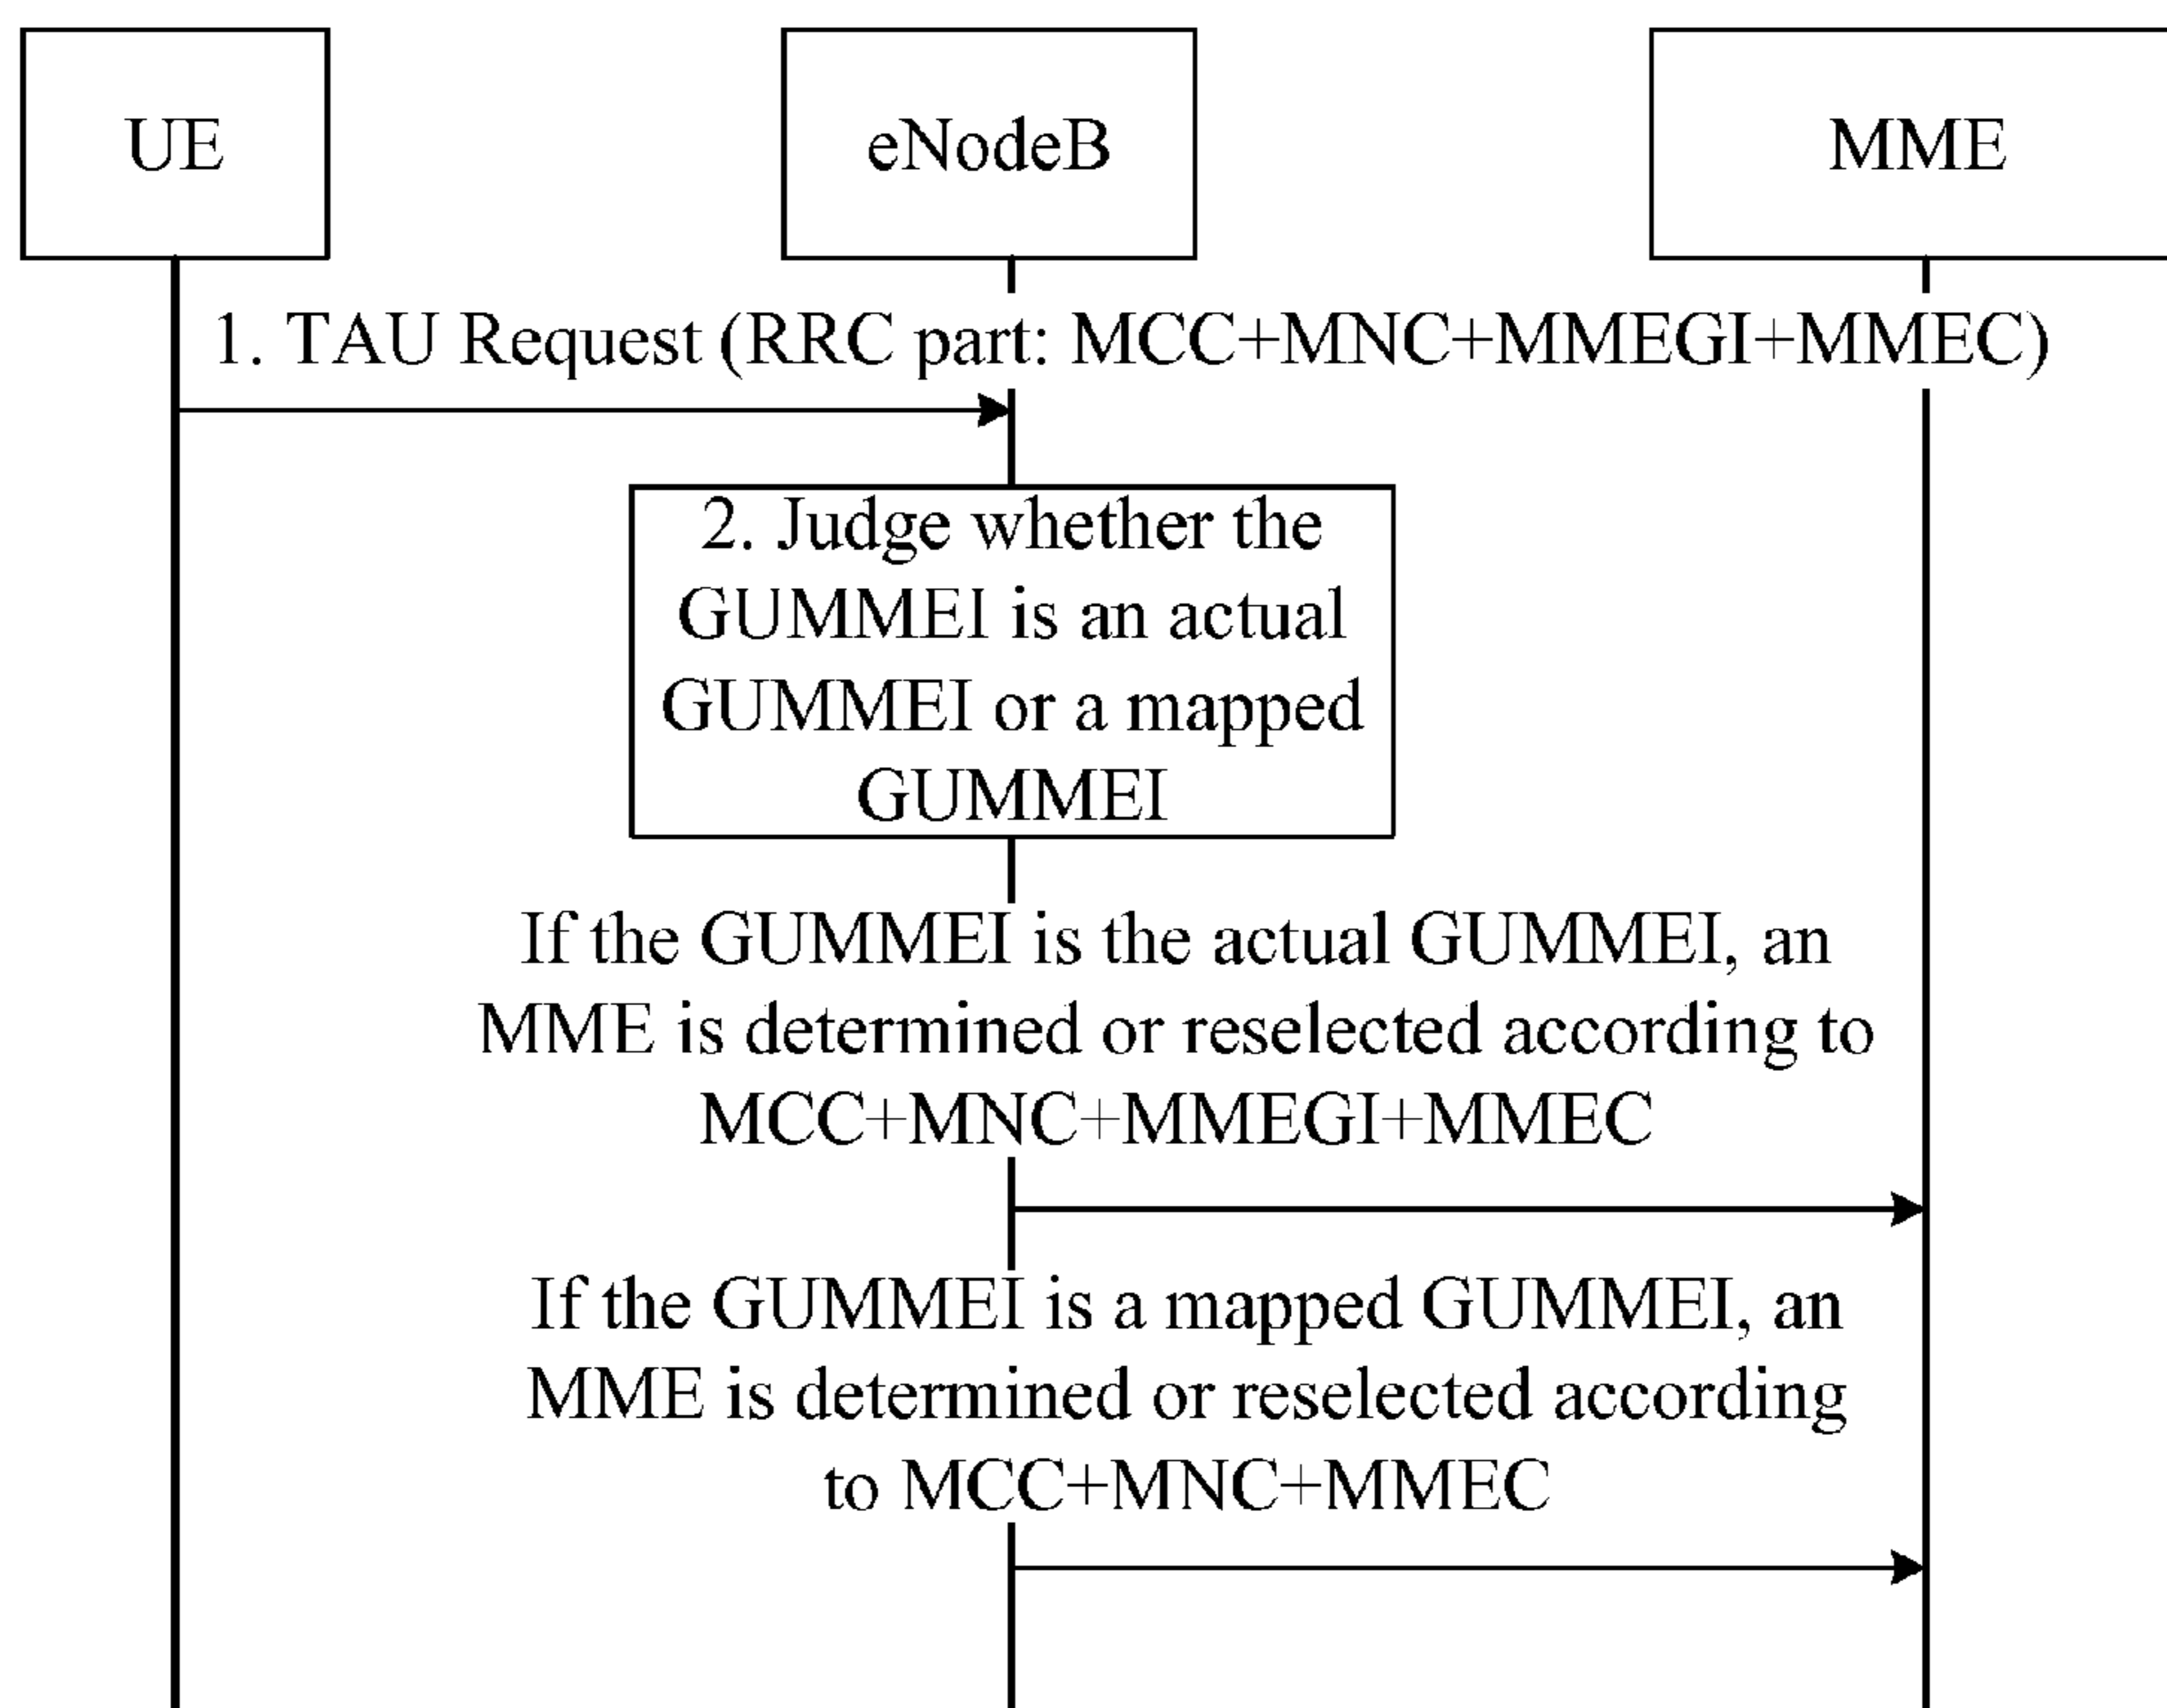 UE
eNodeB
MME
1. TAU Request (RRC part: MCC+MNC+MMEGI+MMEC)
2. Judge whether the
GUMMEI is an actual
GUMMEI or a mapped
GUMMEI
If the GUMMEI is the actual GUMMEI, an
MME is determined or reselected according to
MCC+MNC+MMEGI+MMEC
If the GUMMEI is a mapped GUMMEI, an
MME is determined or reselected according
to MCC+MNC+MMEC